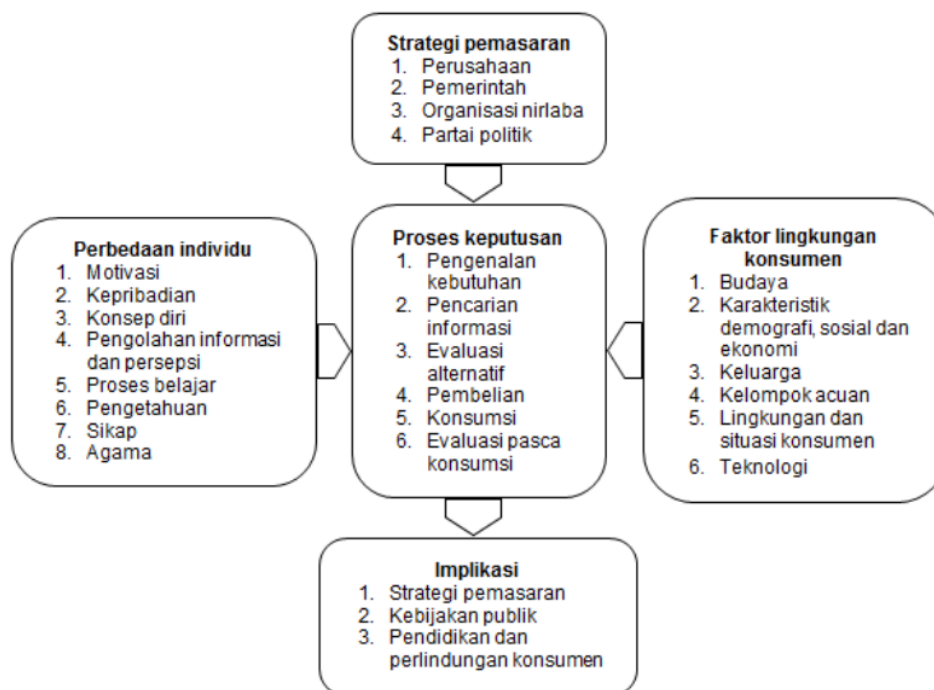 Strategi pemasaran
1. Perusahaan
2. Pemerintah
3. Organisasi nirlaba
4. Partai politik
Perbedaan individu
1. Motivasi
2. Kepribadian
3. Konsep diri
4. Pengolahan informasi
dan persepsi
5. Proses belajar
6. Pengetahuan
7. Sikap
8. Agama
Proses keputusan
1. Pengenalan
kebutuhan
2. Pencarian
informasi
3. Evaluasi
alternatif
4. Pembelian
5. Konsumsi
6. Evaluasi pasca
konsumsi
Faktor lingkungan
konsumen
1. Budaya
2. Karakteristik
demografi, sosial dan
ekonomi
3. Keluarga
4. Kelompok acuan
5. Lingkungan dan
situasi konsumen
6. Teknologi
Implikasi
1. Strategi pemasaran
2. Kebijakan publik
3. Pendidikan dan
perlindungan konsumen